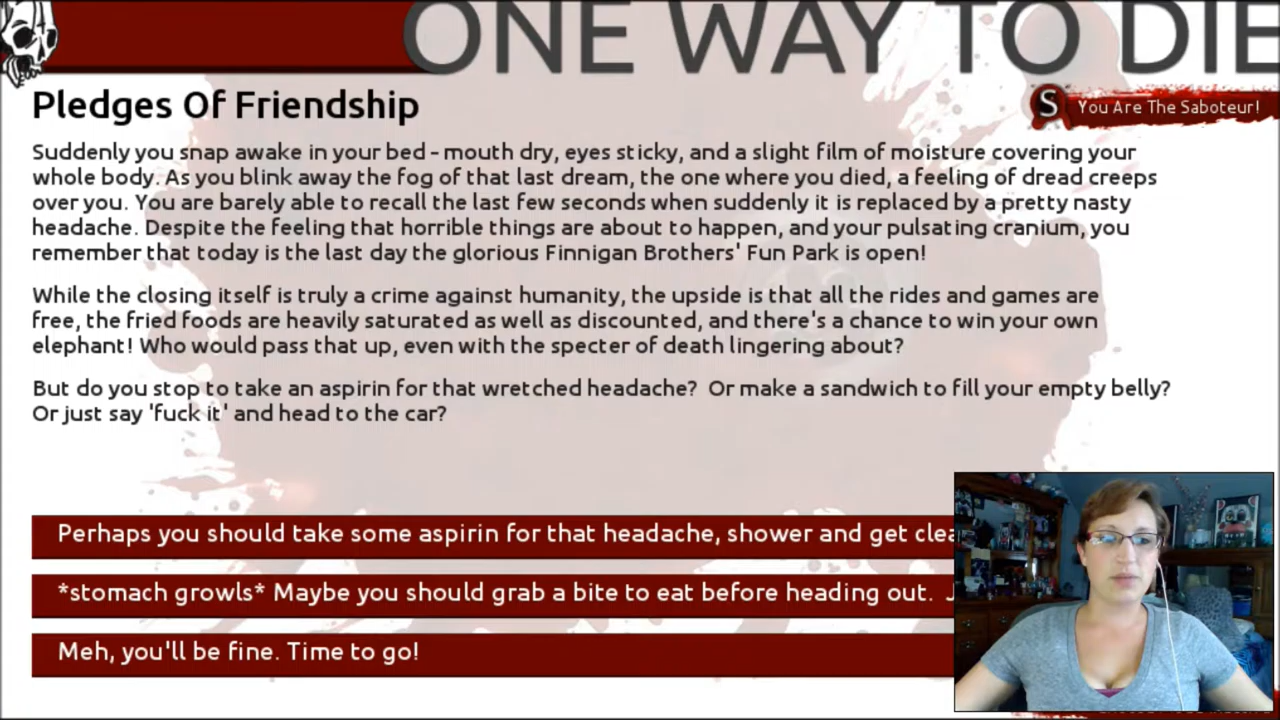 ONE WAY TO DIE
Pledges Of Friendship
S You Are The Saboteur!
Suddenly you snap awake in your bed - mouth dry, eyes sticky, and a slight film of moisture covering your
whole body. As you blink away the fog of that last dream, the one where you died, a feeling of dread creeps
over you. You are barely able to recall the last few seconds when suddenly it is replaced by a pretty nasty
headache. Despite the feeling that horrible things are about to happen, and your pulsating cranium, you
remember that today is the last day the glorious Finnigan Brothers' Fun Park is open!
While the closing itself is truly a crime against humanity, the upside is that all the rides and games are
free, the fried foods are heavily saturated as well as discounted, and there's a chance to win your own
elephant! Who would pass that up, even with the specter of death lingering about?
But do you stop to take an aspirin for that wretched headache? Or make a sandwich to fill your empty belly?
Or just say 'fuck it' and head to the car?
Perhaps you should take some aspirin for that headache, shower and get clea
*stomach growls* Maybe you should grab a bite to eat before heading out.
Meh, you'll be fine. Time to go!